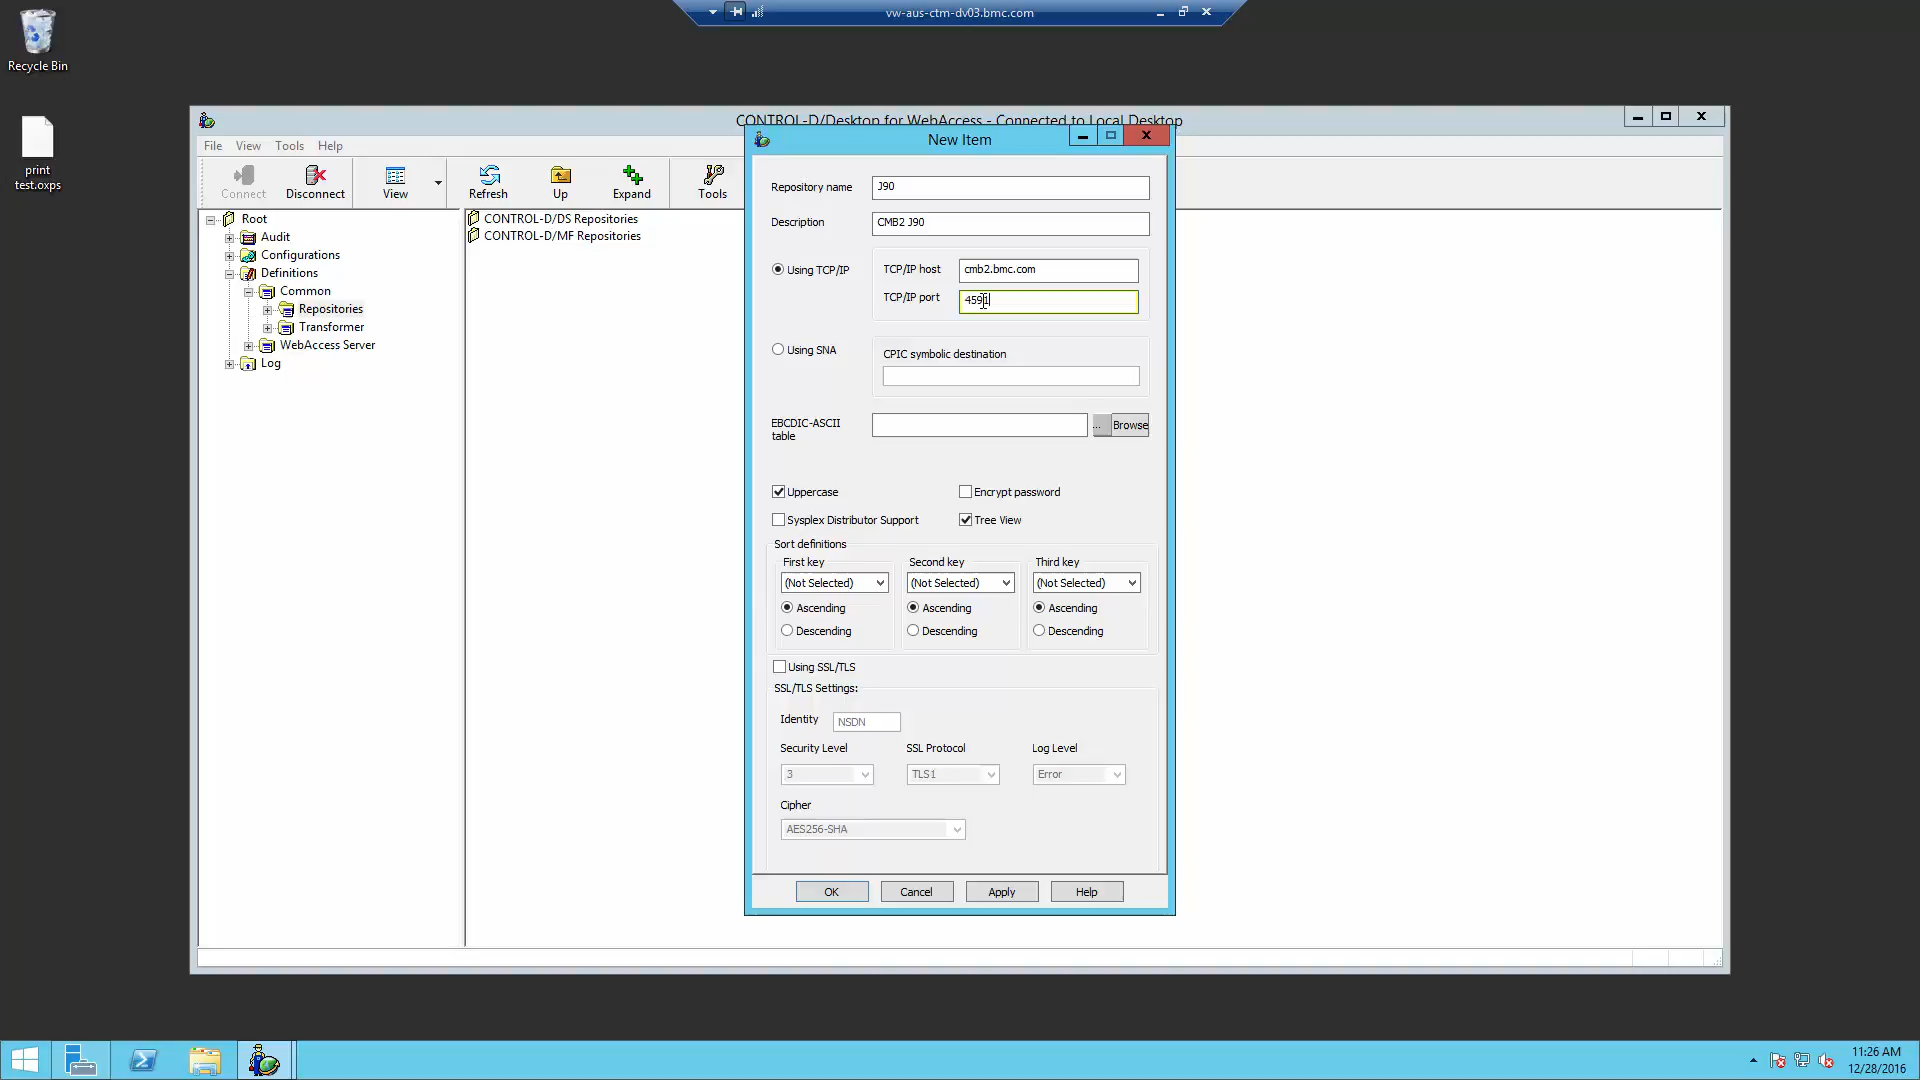 vw-aus-ctm-dv03.bmc.com
Recycle Bin
print
test.oxps
CONTROL-D/Desktop for WebAccess - Connected to Local Desktop
File View Tools Help
Connect Disconnect View Refresh Up Expand Tools
Root
Audit
Configurations
Definitions
Common
Repositories
Transformer
WebAccess Server
Log
CONTROL-D/DS Repositories
CONTROL-D/MF Repositories
New Item
Repository name J90
Description CMB2 J90
Using TCP/IP TCP/IP host cmb2.bmc.com
TCP/IP port 4591
Using SNA CPIC symbolic destination
EBCDIC-ASCII
table
... Browse
Uppercase Encrypt password
Sysplex Distributor Support Tree View
Sort definitions
First key Second key Third key
(Not Selected) (Not Selected) (Not Selected)
Ascending Ascending Ascending
Descending Descending Descending
Using SSL/TLS
SSL/TLS Settings:
Identity NSDN
Security Level SSL Protocol Log Level
3 TLS1 Error
Cipher
AES256-SHA
OK Cancel Apply Help
11:26 AM
12/28/2016